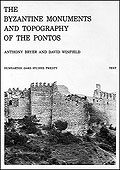 THE
BYZANTINE MONUMENTS
AND TOPOGRAPHY
OF THE PONTOS
ANTHONY BRYER AND DAVID WINFIELD
DUMBARTON OAKS STUDIES TWENTY
TEXT